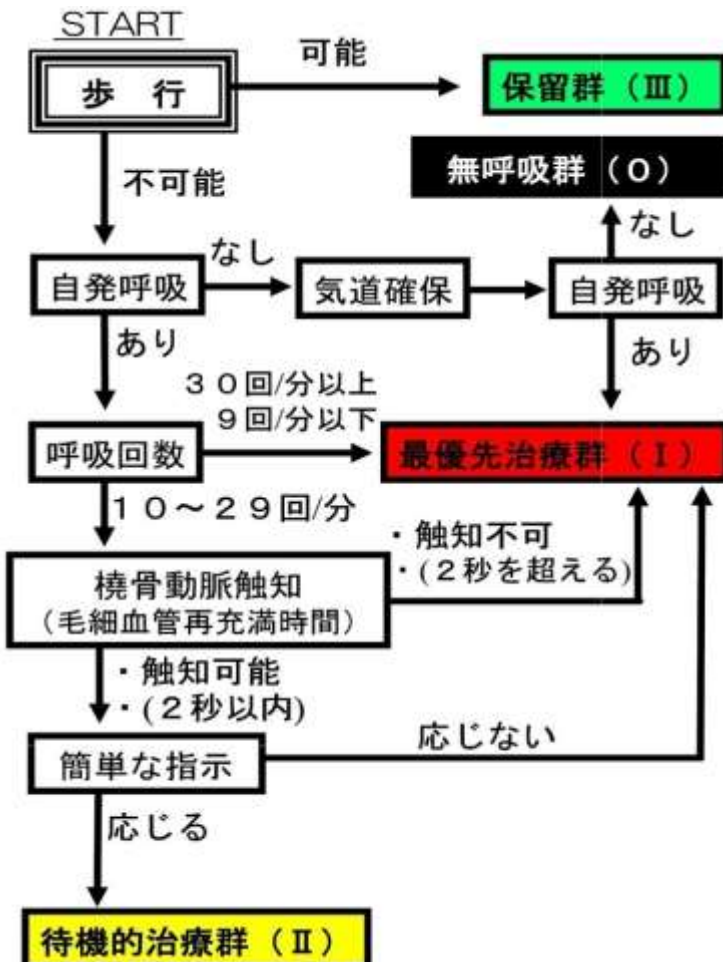 START
歩 行
可能
保留群（Ⅲ）
不可能
無呼吸群（０）
自発呼吸
なし
気道確保
自発呼吸
なし
あり
あり
３０回/分以上
９回/分以下
呼吸回数
最優先治療群（Ⅰ）
１０～２９回/分
橈骨動脈触知
（毛細血管再充満時間）
・触知不可
・(２秒を超える)
・触知可能
・(２秒以内)
簡単な指示
応じない
応じる
待機的治療群（Ⅱ）